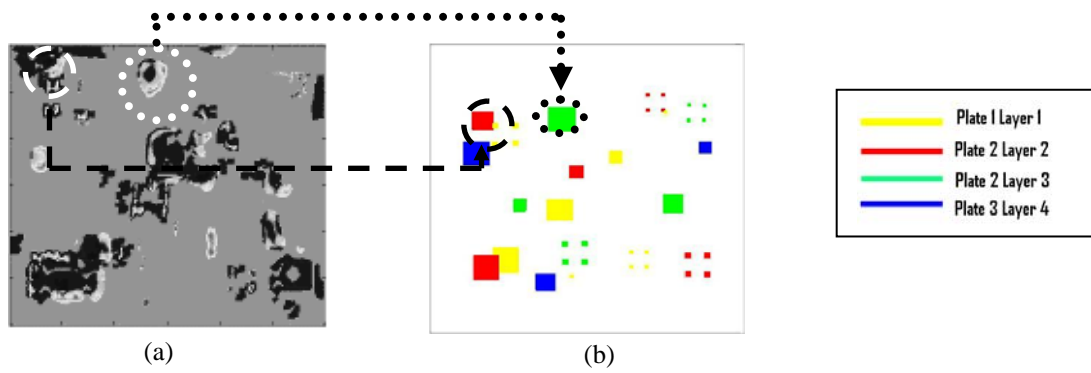 Plate 1 Layer 1
Plate 2 Layer 2
Plate 2 Layer 3
Plate 3 Layer 4
(a)
(b)